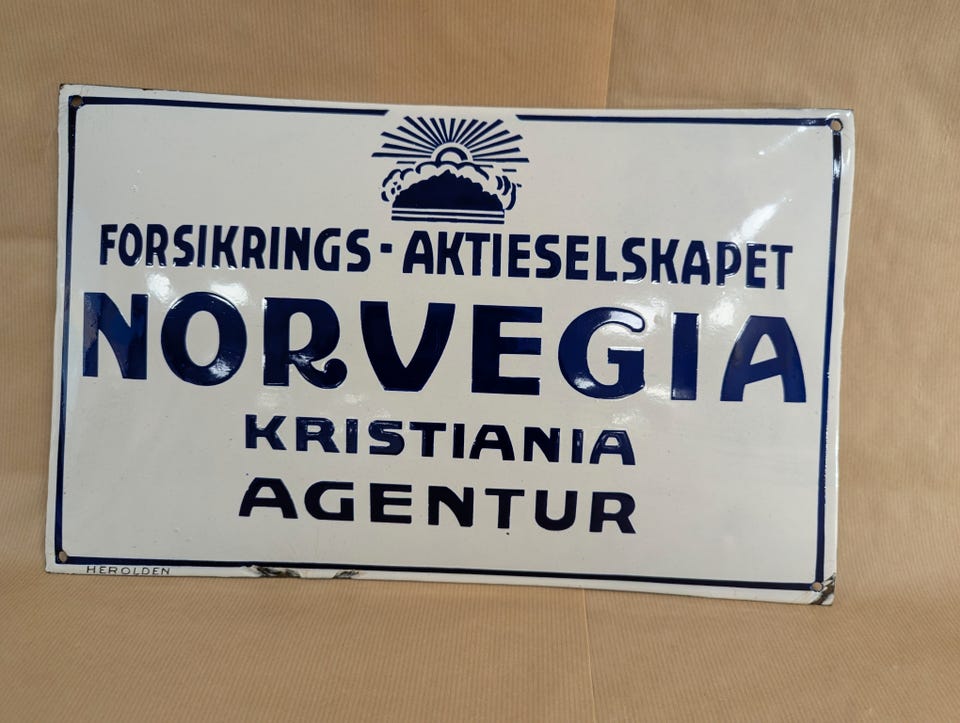 FORSIKRINGS-AKTIESELSKAPET
NORVEGIA
KRISTIANIA
AGENTUR
HEROLDEN